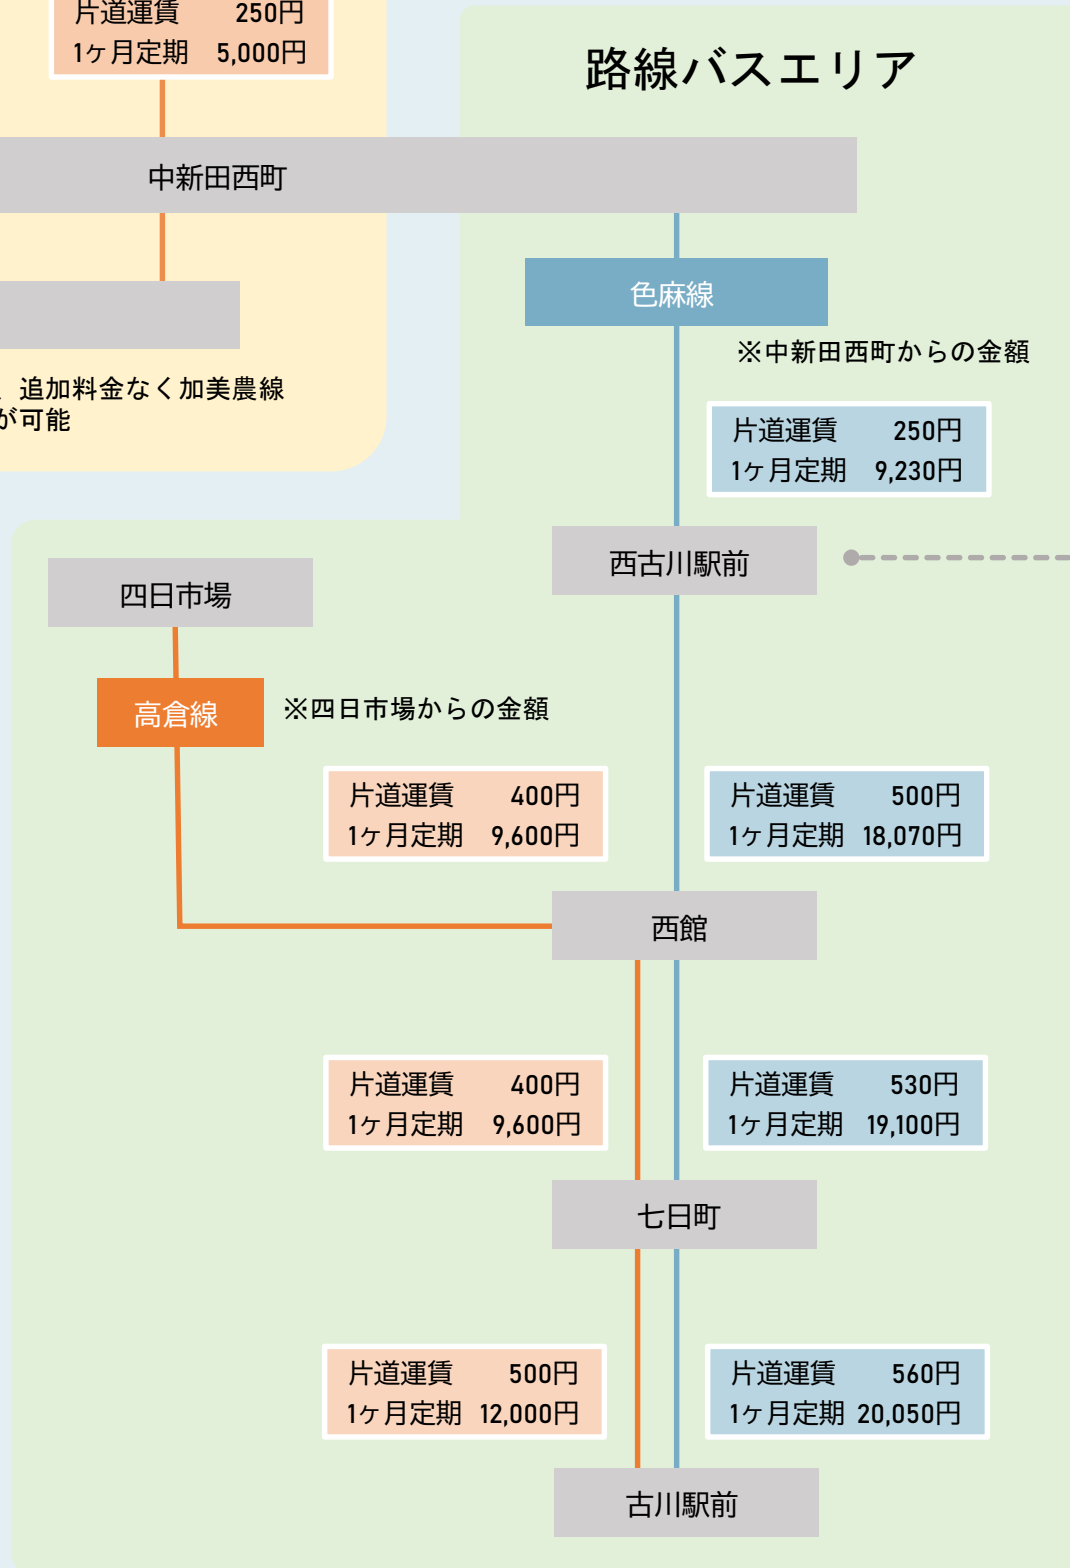 片道運賃 250円
1ヶ月定期 5,000円
路線バスエリア
中新田西町
色麻線
※中新田西町からの金額
、追加料金なく加美農線
が可能
片道運賃 250円
1ヶ月定期 9,230円
西古川駅前
四日市場
高倉線
※四日市場からの金額
片道運賃 400円
1ヶ月定期 9,600円
片道運賃 500円
1ヶ月定期 18,070円
西館
片道運賃 400円
1ヶ月定期 9,600円
片道運賃 530円
1ヶ月定期 19,100円
七日町
片道運賃 500円
1ヶ月定期 12,000円
片道運賃 560円
1ヶ月定期 20,050円
古川駅前